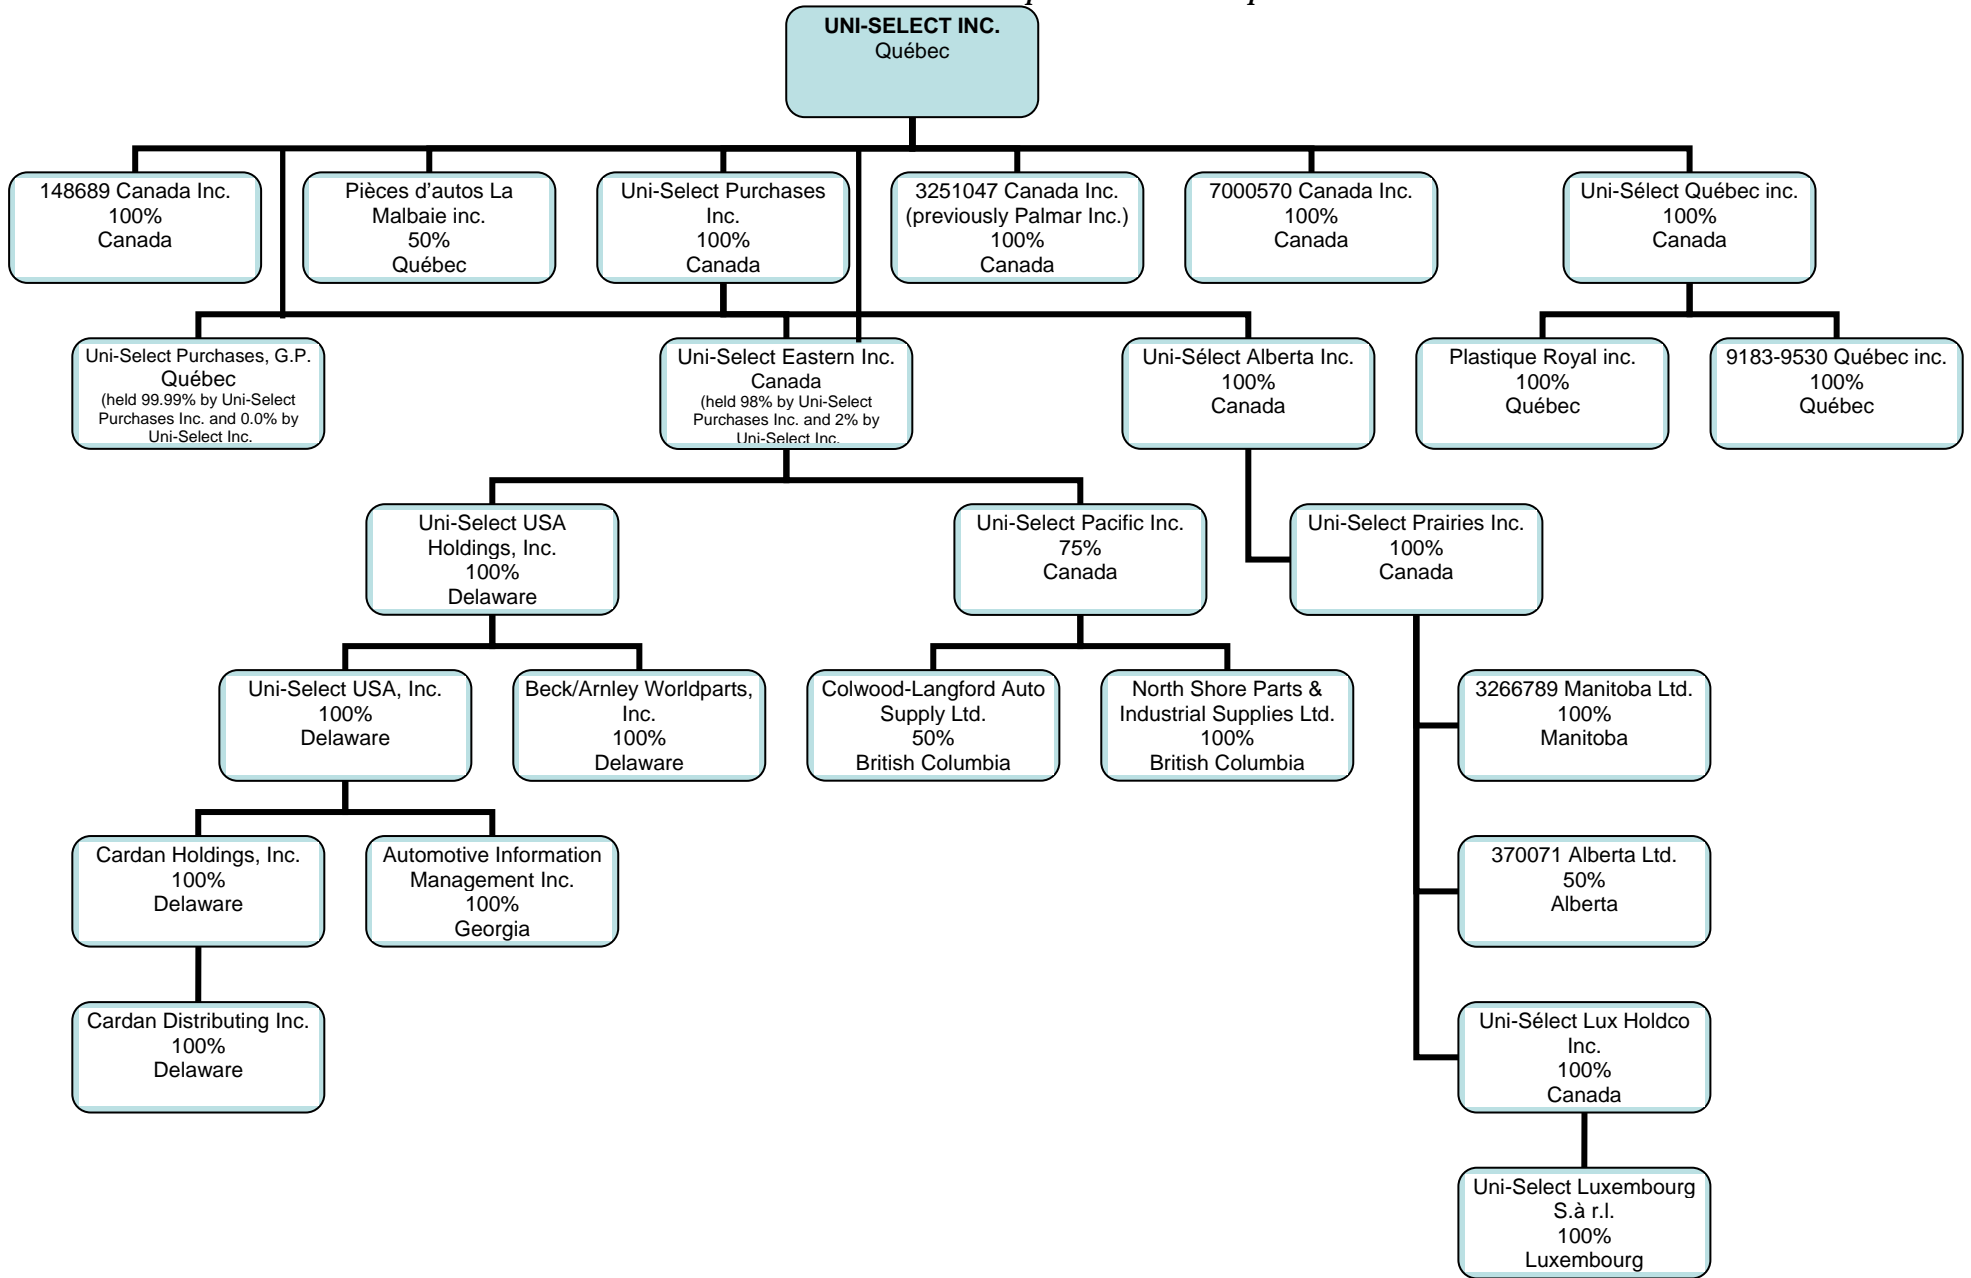 UNI-SELECT INC.
Québec
148689 Canada Inc.
100%
Canada
Pièces d'autos La
Malbaie inc.
50%
Québec
Uni-Select Purchases
Inc.
100%
Canada
3251047 Canada Inc.
(previously Palmar Inc.)
100%
Canada
7000570 Canada Inc.
100%
Canada
Uni-Sélect Québec inc.
100%
Canada
Uni-Select Purchases, G.P.
Québec
(held 99.99% by Uni-Select
Purchases Inc. and 0.0% by
Uni-Select Inc.
Uni-Select Eastern Inc.
Canada
(held 98% by Uni-Select
Purchases Inc. and 2% by
Uni-Select Inc.
Uni-Sélect Alberta Inc.
100%
Canada
Plastique Royal inc.
100%
Québec
9183-9530 Québec inc.
100%
Québec
Uni-Select USA
Holdings, Inc.
100%
Delaware
Uni-Select Pacific Inc.
75%
Canada
Uni-Select Prairies Inc.
100%
Canada
Uni-Select USA, Inc.
100%
Delaware
Beck/Arnley Worldparts,
Inc.
100%
Delaware
Colwood-Langford Auto
Supply Ltd.
50%
British Columbia
North Shore Parts &
Industrial Supplies Ltd.
100%
British Columbia
3266789 Manitoba Ltd.
100%
Manitoba
Cardan Holdings, Inc.
100%
Delaware
Automotive Information
Management Inc.
100%
Georgia
370071 Alberta Ltd.
50%
Alberta
Cardan Distributing Inc.
100%
Delaware
Uni-Sélect Lux Holdco
Inc.
100%
Canada
Uni-Select Luxembourg
S.à r.l.
100%
Luxembourg